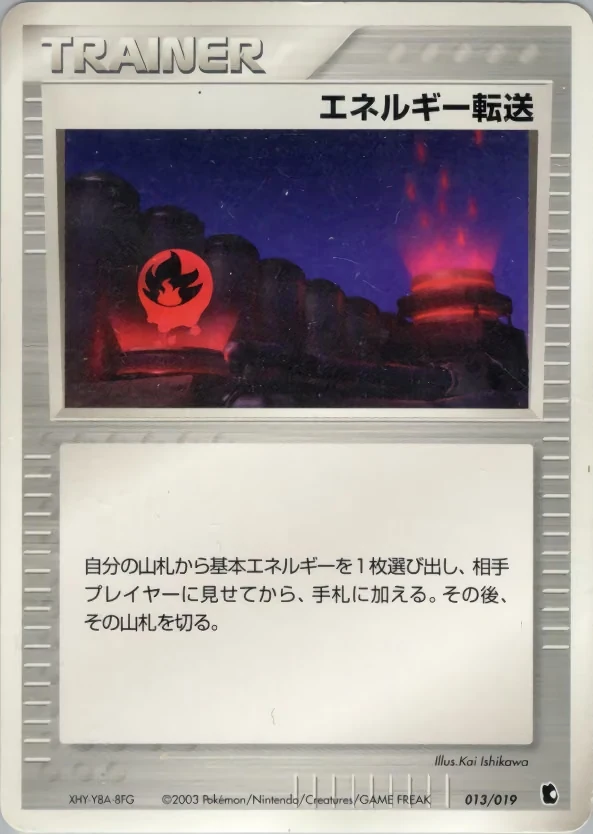 TRAINER
エネルギー転送
自分の山札から基本エネルギーを1枚選び出し、相手
プレイヤーに見せてから、手札に加える。その後、
その山札を切る。
Illus.Kai Ishikawa
XHY-Y8A-8FG ©2003 Pokémon/Nintendo/Creatures/GAME FREAK 013/019